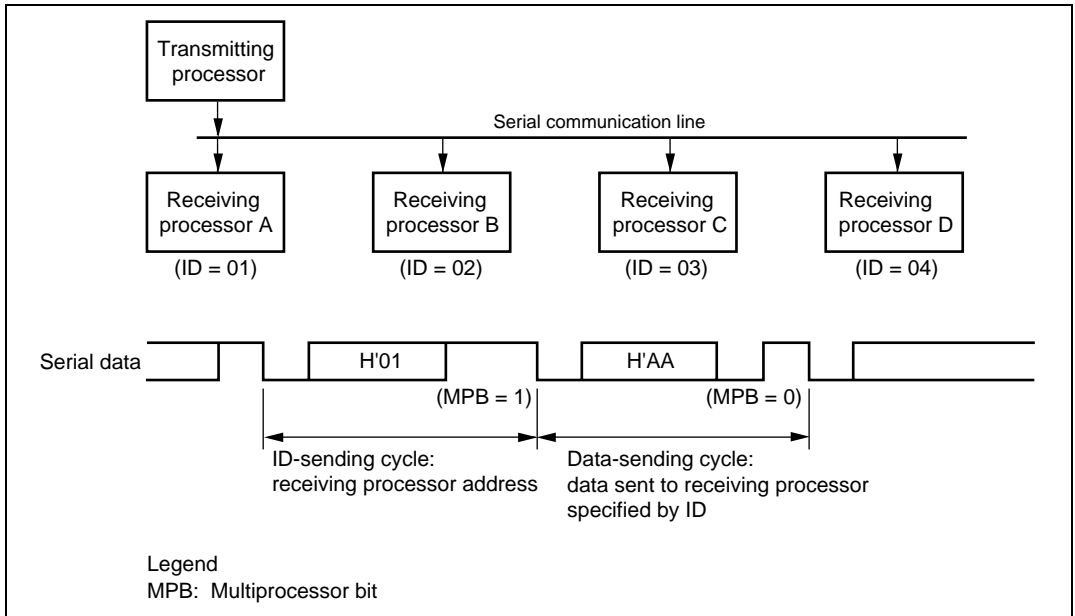 Transmitting
processor
Serial communication line
Receiving
processor A
Receiving
processor B
Receiving
processor C
Receiving
processor D
(ID = 01)
(ID = 02)
(ID = 03)
(ID = 04)
Serial data
H'01
H'AA
(MPB = 1)
(MPB = 0)
ID-sending cycle:
receiving processor address
Data-sending cycle:
data sent to receiving processor
specified by ID
Legend
MPB: Multiprocessor bit